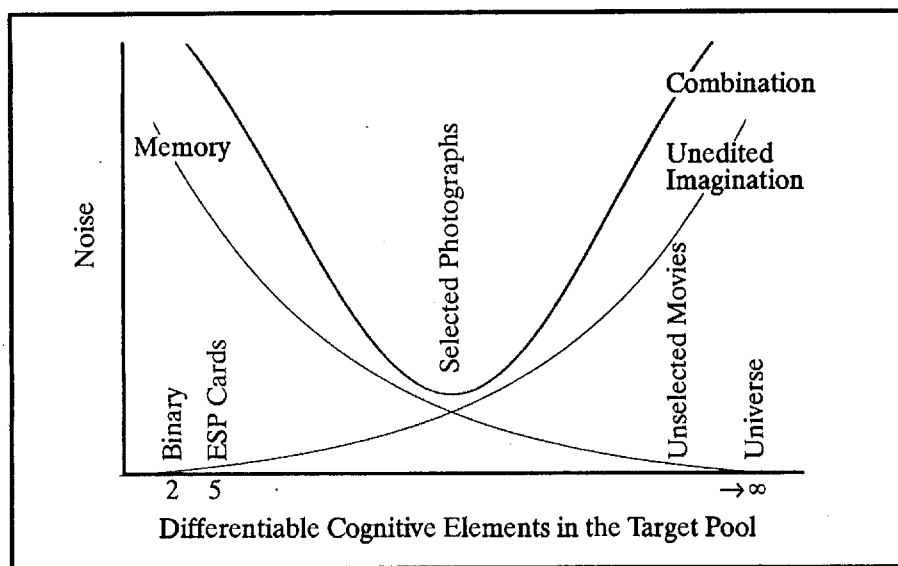 Combination
Memory
Unedited
Imagination
Noise
Selected Photographs
Binary
ESP Cards
Unselected Movies
Universe
2
5
→ ∞
Differentiable Cognitive Elements in the Target Pool